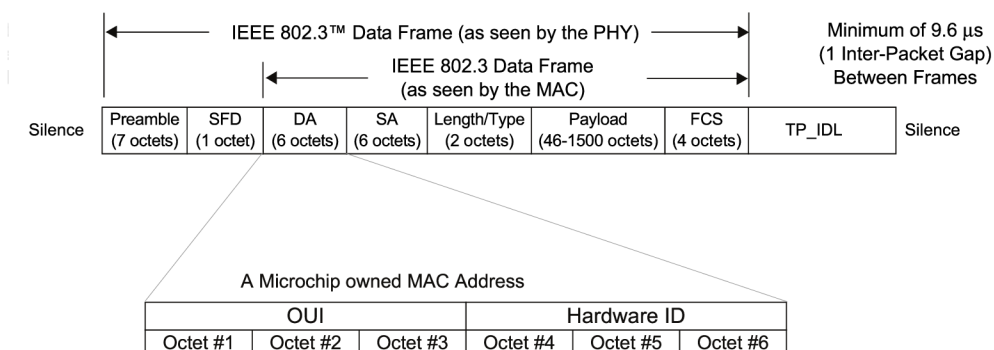 IEEE 802.3™ Data Frame (as seen by the PHY)
Minimum of 9.6 µs
(1 Inter-Packet Gap)
Between Frames
IEEE 802.3 Data Frame
(as seen by the MAC)
Silence
Preamble
(7 octets)
SFD
(1 octet)
DA
(6 octets)
SA
(6 octets)
Length/Type
(2 octets)
Payload
(46-1500 octets)
FCS
(4 octets)
TP_IDL
Silence
A Microchip owned MAC Address
OUI
Hardware ID
Octet #1
Octet #2
Octet #3
Octet #4
Octet #5
Octet #6